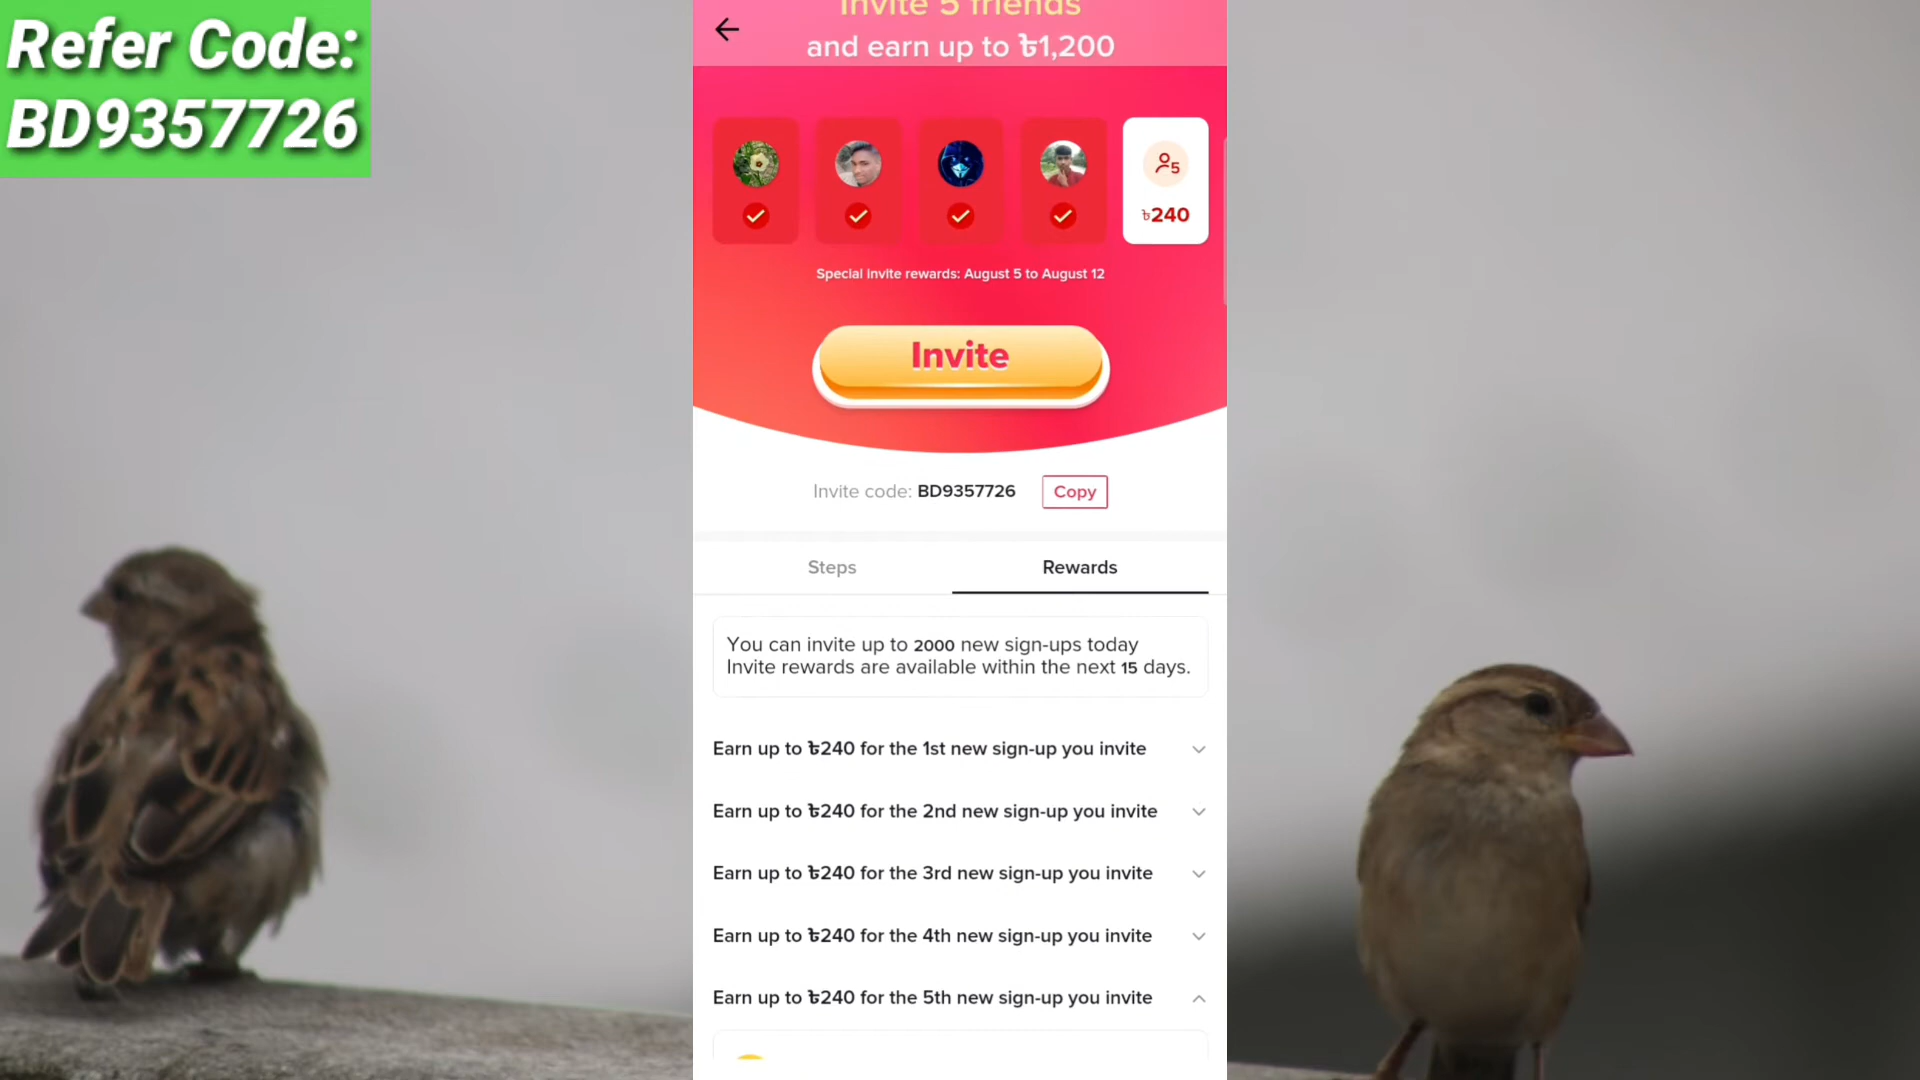 Refer Code:
BD9357726
Invite 5 friends
and earn up to ৳1,200
5
৳240
Special invite rewards: August 5 to August 12
Invite
Invite code: BD9357726
Copy
Steps
Rewards
You can invite up to 2000 new sign-ups today
Invite rewards are available within the next 15 days.
Earn up to ৳240 for the 1st new sign-up you invite
Earn up to ৳240 for the 2nd new sign-up you invite
Earn up to ৳240 for the 3rd new sign-up you invite
Earn up to ৳240 for the 4th new sign-up you invite
Earn up to ৳240 for the 5th new sign-up you invite